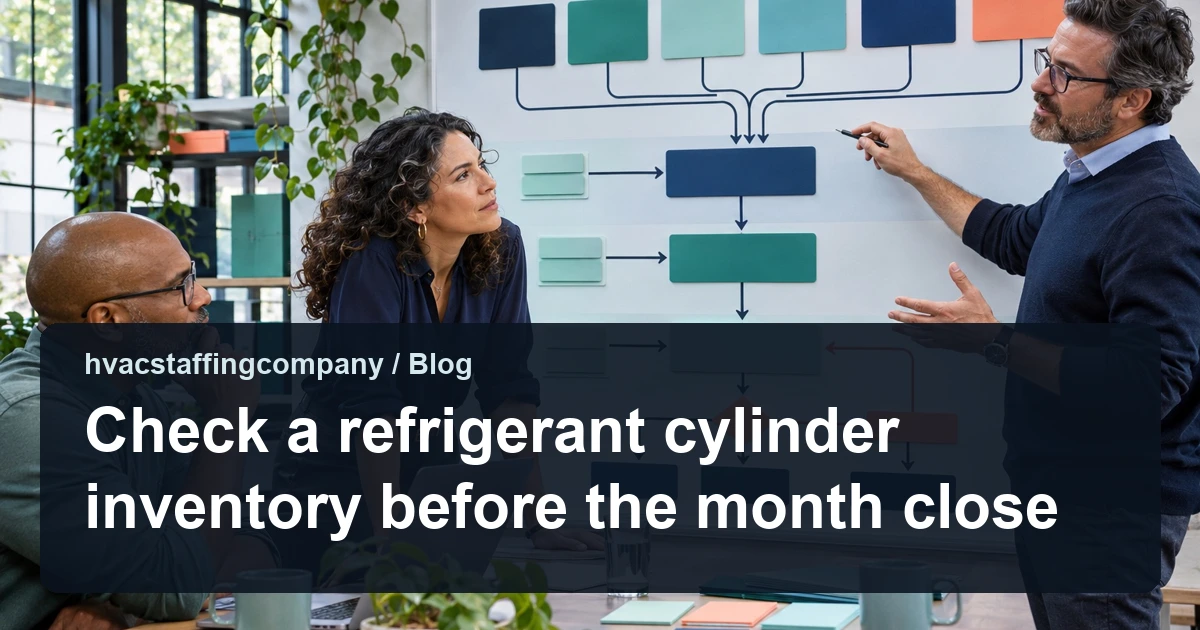 hvacstaffingcompany / Blog
Check a refrigerant cylinder
inventory before the month close